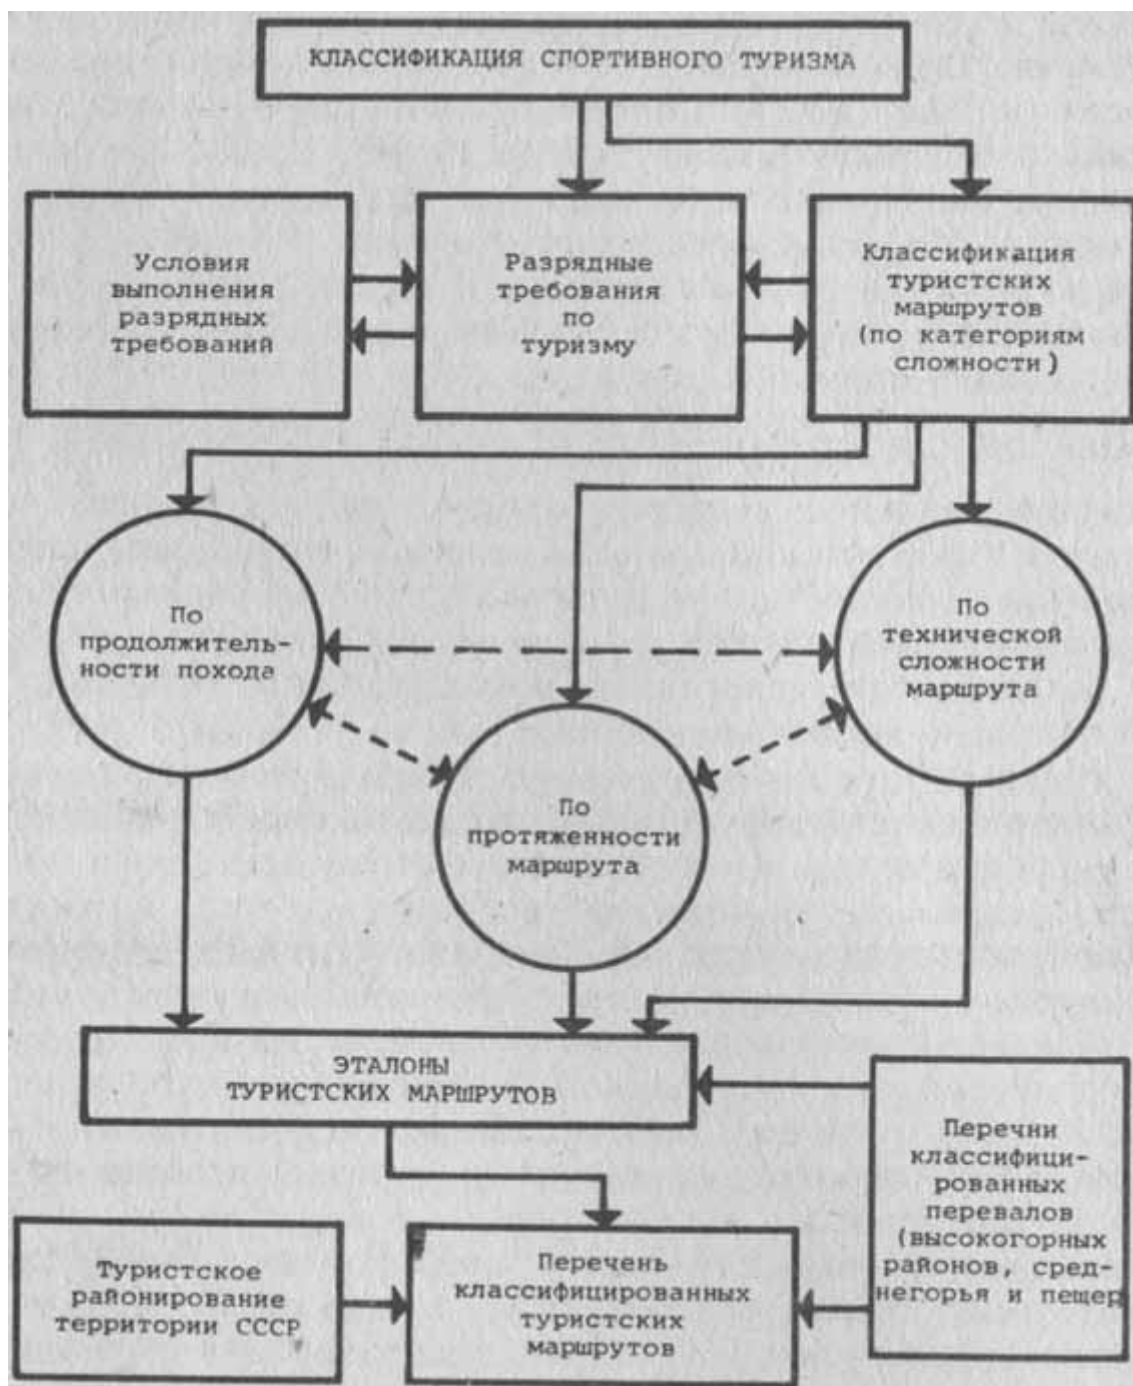 КЛАССИФИКАЦИЯ СПОРТИВНОГО ТУРИЗМА
Условия
выполнения
разрядных
требований
Разрядные
требования
по
туризму
Классификация
туристских
маршрутов
(по категориям
сложности)
По
продолжитель-
ности похода
По
технической
сложности
маршрута
По
протяженности
маршрута
ЭТАЛОНЫ
ТУРИСТСКИХ МАРШРУТОВ
Перечни
классифици-
рованных
перевалов
(высокогорных
районов, сред-
негорья и пещер
Туристское
районирование
территории СССР
Перечень
классифицированных
туристских
маршрутов